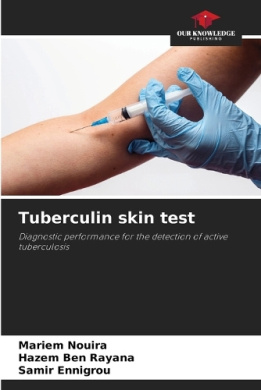 OUR KNOWLEDGE
PUBLISHING
Tuberculin skin test
Diagnostic performance for the detection of active
tuberculosis
Mariem Nouira
Hazem Ben Rayana
Samir Ennigrou